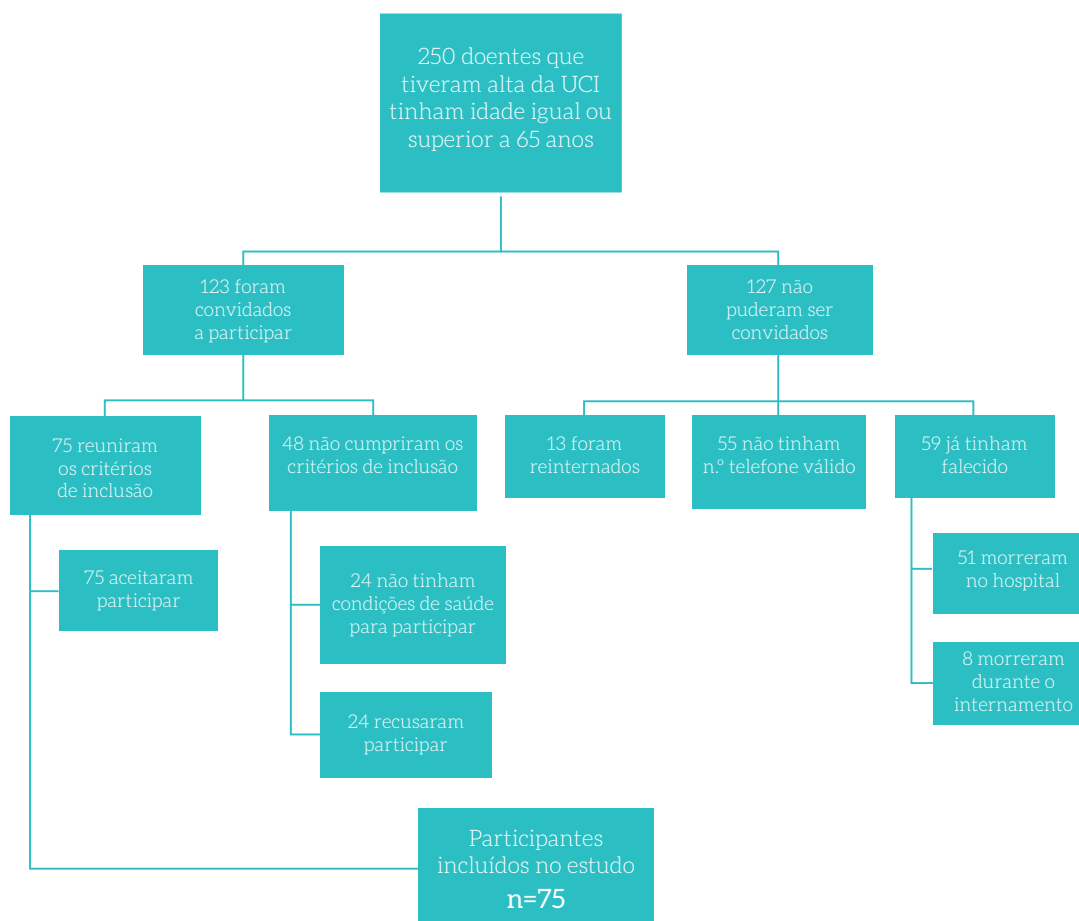 250 doentes que
tiveram alta da UCI
tinham idade igual ou
superior a 65 anos
123 foram
convidados
a participar
127 não
puderam ser
convidados
75 reuniram
os critérios
de inclusão
48 não cumpriram os
critérios de inclusão
13 foram
reinternados
55 não tinham
n.º telefone válido
59 já tinham
falecido
75 aceitaram
participar
24 não tinham
condições de saúde
para participar
24 recusaram
participar
51 morreram
no hospital
8 morreram
durante o
internamento
Participantes
incluídos no estudo
n=75